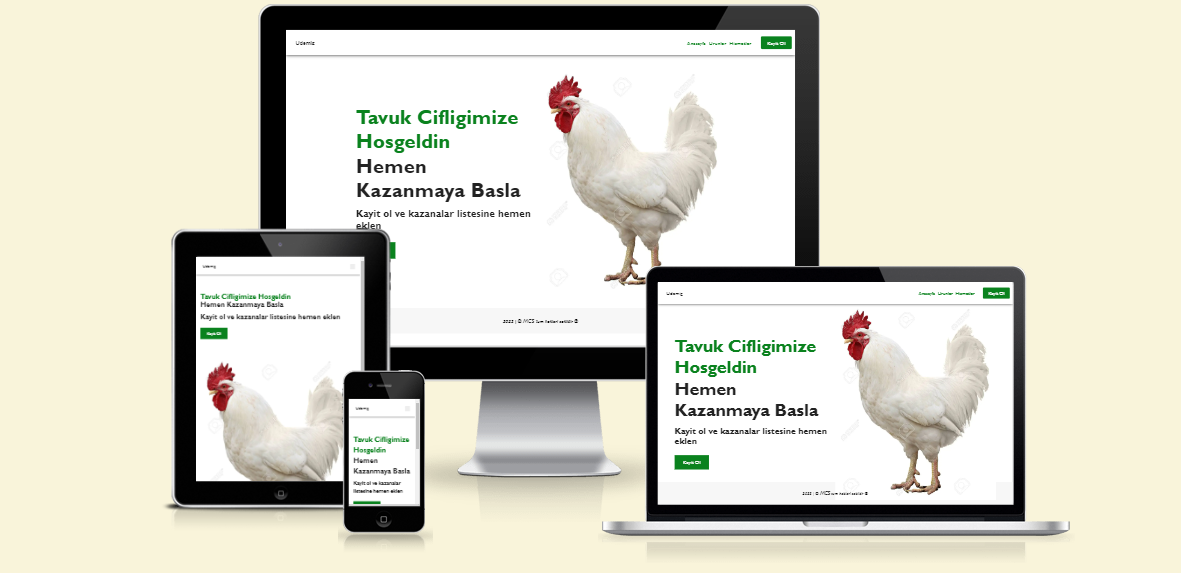 Udemiz
Anasayfa Urunler Hizmetler Kayit Ol!
Tavuk Cifligimize
Hosgeldin
Hemen
Kazanmaya Basla
Kayit ol ve kazanalar listesine hemen
eklen
2022 | © MCS tum haklari saklidir ®
Udemiz
Tavuk Cifligimize Hosgeldin
Hemen Kazanmaya Basla
Kayit ol ve kazanalar listesine hemen eklen
Kayit Ol!
Udemiz
Tavuk Cifligimize
Hosgeldin
Hemen
Kazanmaya Basla
Kayit ol ve kazanalar
listesine hemen eklen
Udemiz
Anasayfa Urunler Hizmetler Kayit Ol!
Tavuk Cifligimize
Hosgeldin
Hemen
Kazanmaya Basla
Kayit ol ve kazanalar listesine hemen
eklen
Kayit Ol!
2022 | © MCS tum haklari saklidir ®